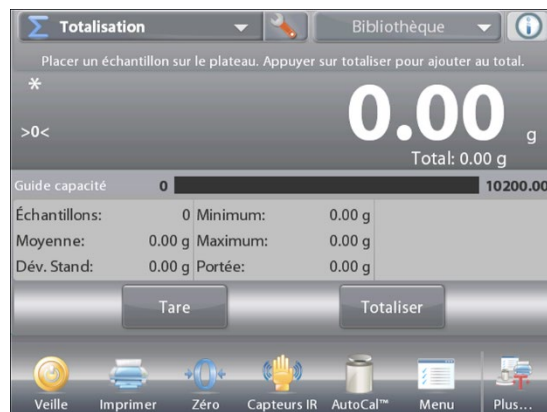 Σ Totalisation Bibliothèque i
Placer un échantillon sur le plateau. Appuyer sur totaliser pour ajouter au total.
*
>0<
0.00 g
Total: 0.00 g
Guide capacité 0 10200.00
Échantillons: 0 Minimum: 0.00 g
Moyenne: 0.00 g Maximum: 0.00 g
Dév. Stand: 0.00 g Portée: 0.00 g
Tare Totaliser
Veille Imprimer Zéro Capteurs IR AutoCal™ Menu Plus...